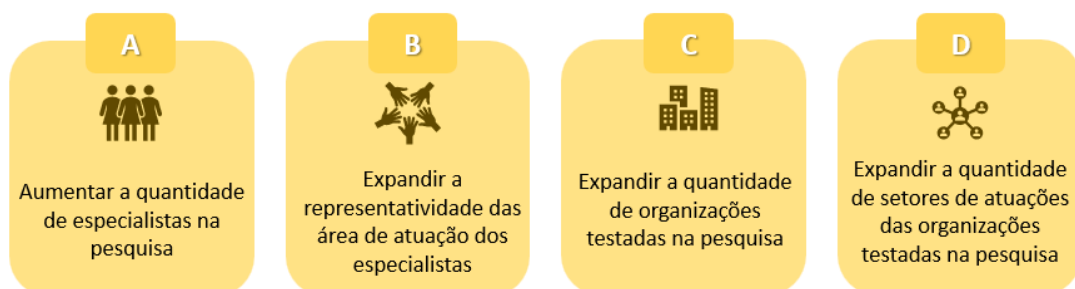 A
Aumentar a quantidade
de especialistas na
pesquisa
B
Expandir a
representatividade das
área de atuação dos
especialistas
C
Expandir a quantidade
de organizações
testadas na pesquisa
D
Expandir a quantidade
de setores de atuações
das organizações
testadas na pesquisa